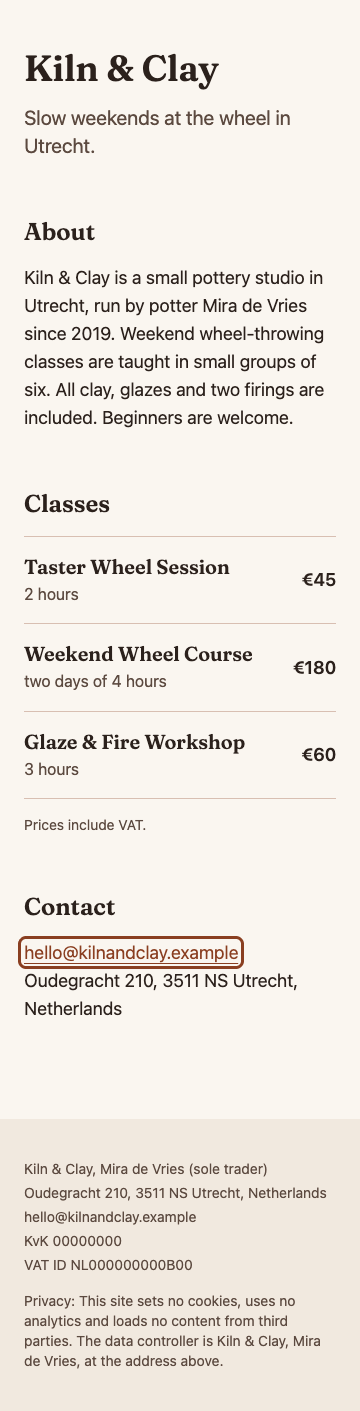 Kiln & Clay
Slow weekends at the wheel in
Utrecht.
About
Kiln & Clay is a small pottery studio in
Utrecht, run by potter Mira de Vries
since 2019. Weekend wheel-throwing
classes are taught in small groups of
six. All clay, glazes and two firings are
included. Beginners are welcome.
Classes
Taster Wheel Session
2 hours
€45
Weekend Wheel Course
two days of 4 hours
€180
Glaze & Fire Workshop
3 hours
€60
Prices include VAT.
Contact
hello@kilnandclay.example
Oudegracht 210, 3511 NS Utrecht,
Netherlands
Kiln & Clay, Mira de Vries (sole trader)
Oudegracht 210, 3511 NS Utrecht, Netherlands
hello@kilnandclay.example
KvK 00000000
VAT ID NL000000000B00
Privacy: This site sets no cookies, uses no
analytics and loads no content from third
parties. The data controller is Kiln & Clay, Mira
de Vries, at the address above.